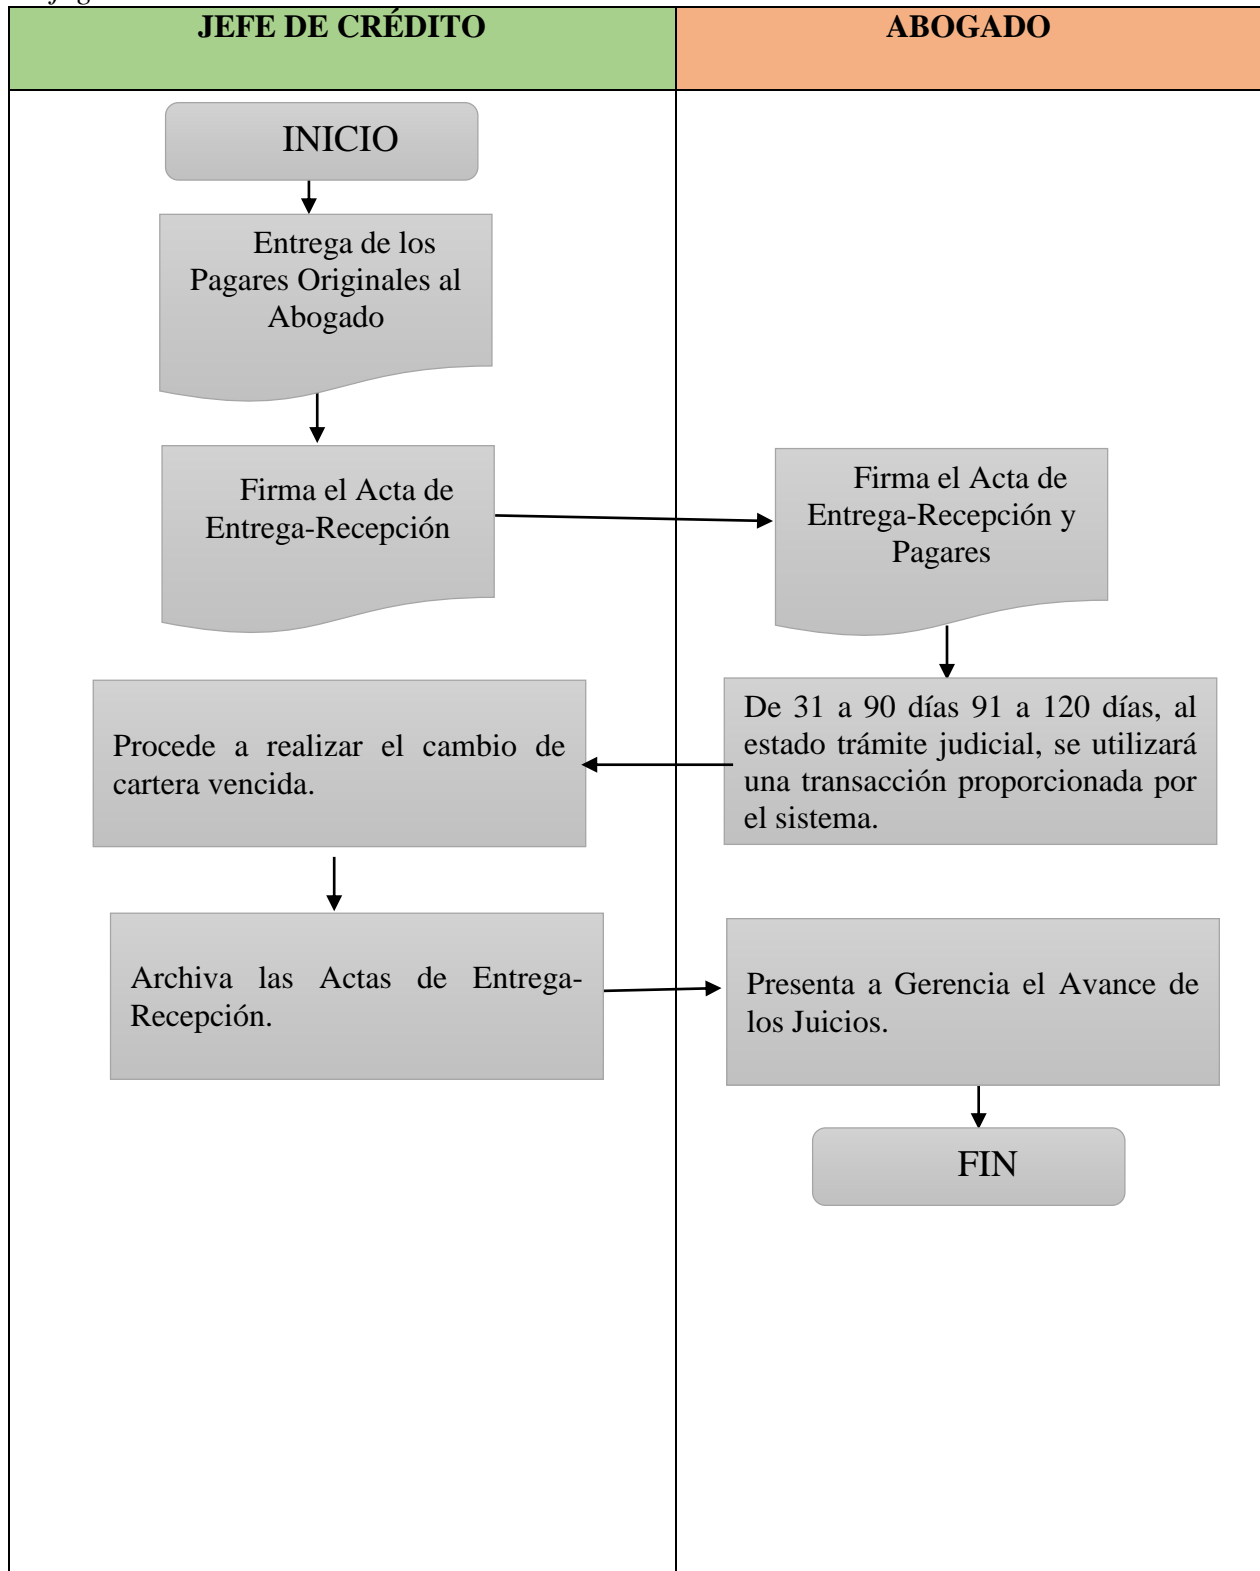 JEFE DE CRÉDITO
ABOGADO
INICIO
Entrega de los
Pagares Originales al
Abogado
Firma el Acta de
Entrega-Recepción
Firma el Acta de
Entrega-Recepción y
Pagares
De 31 a 90 días 91 a 120 días, al
estado trámite judicial, se utilizará
una transacción proporcionada por
el sistema.
Procede a realizar el cambio de
cartera vencida.
Archiva las Actas de Entrega-
Recepción.
Presenta a Gerencia el Avance de
los Juicios.
FIN